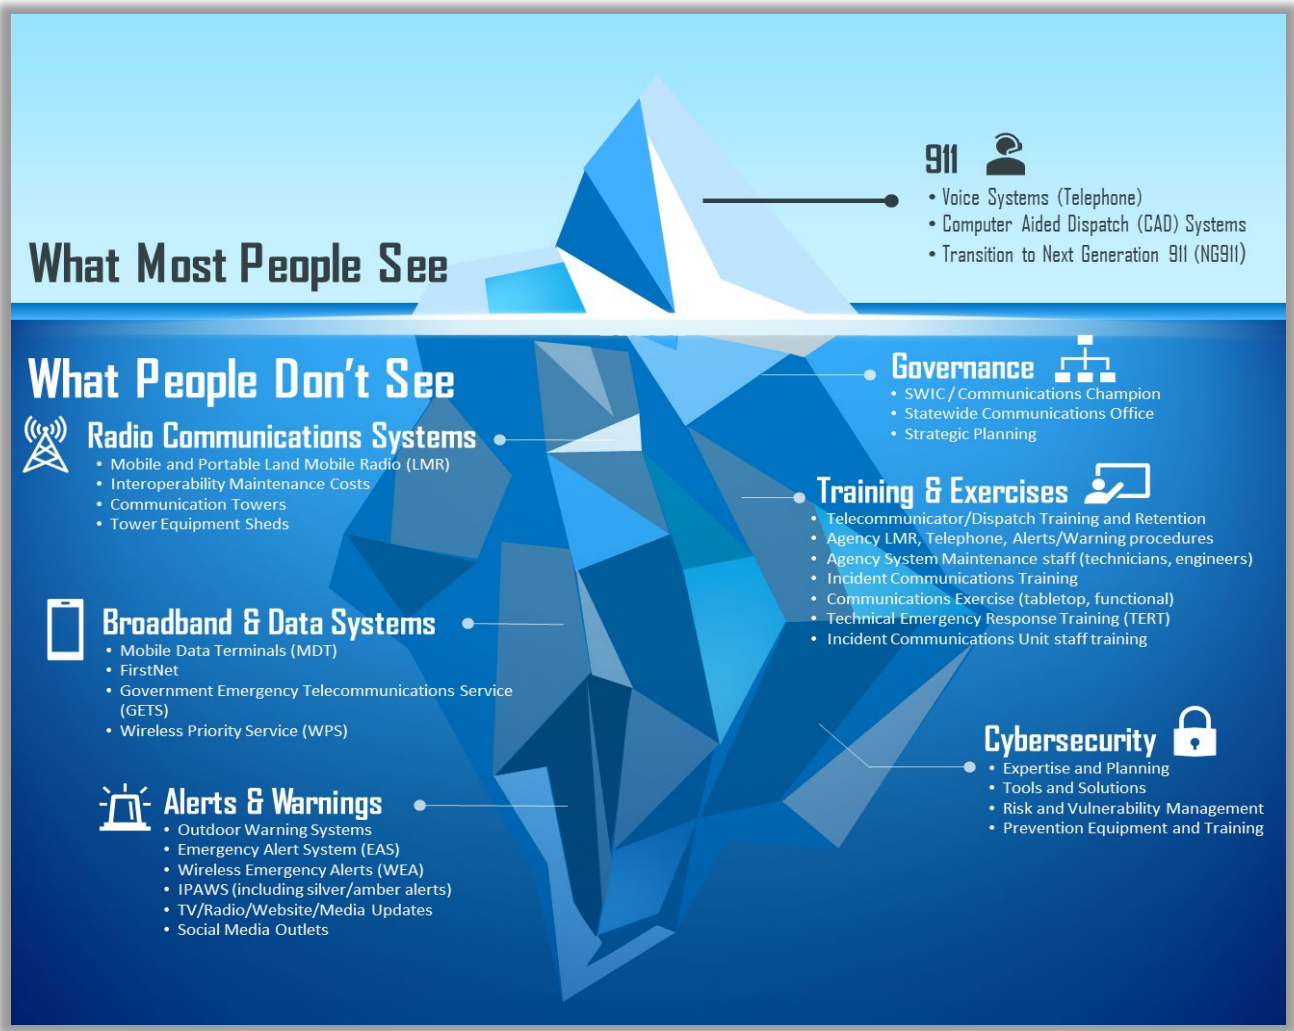 911
• Voice Systems (Telephone)
• Computer Aided Dispatch (CAD) Systems
• Transition to Next Generation 911 (NG911)
What Most People See
What People Don't See
Radio Communications Systems
• Mobile and Portable Land Mobile Radio (LMR)
• Interoperability Maintenance Costs
• Communication Towers
• Tower Equipment Sheds
Broadband & Data Systems
• Mobile Data Terminals (MDT)
• FirstNet
• Government Emergency Telecommunications Service
(GETS)
• Wireless Priority Service (WPS)
Alerts & Warnings
• Outdoor Warning Systems
• Emergency Alert System (EAS)
• Wireless Emergency Alerts (WEA)
• IPAWS (including silver/amber alerts)
• TV/Radio/Website/Media Updates
• Social Media Outlets
Governance
• SWIC / Communications Champion
• Statewide Communications Office
• Strategic Planning
Training & Exercises
• Telecommunicator/Dispatch Training and Retention
• Agency LMR, Telephone, Alerts/Warning procedures
• Agency System Maintenance staff (technicians, engineers)
• Incident Communications Training
• Communications Exercise (tabletop, functional)
• Technical Emergency Response Training (TERT)
• Incident Communications Unit staff training
Cybersecurity
• Expertise and Planning
• Tools and Solutions
• Risk and Vulnerability Management
• Prevention Equipment and Training